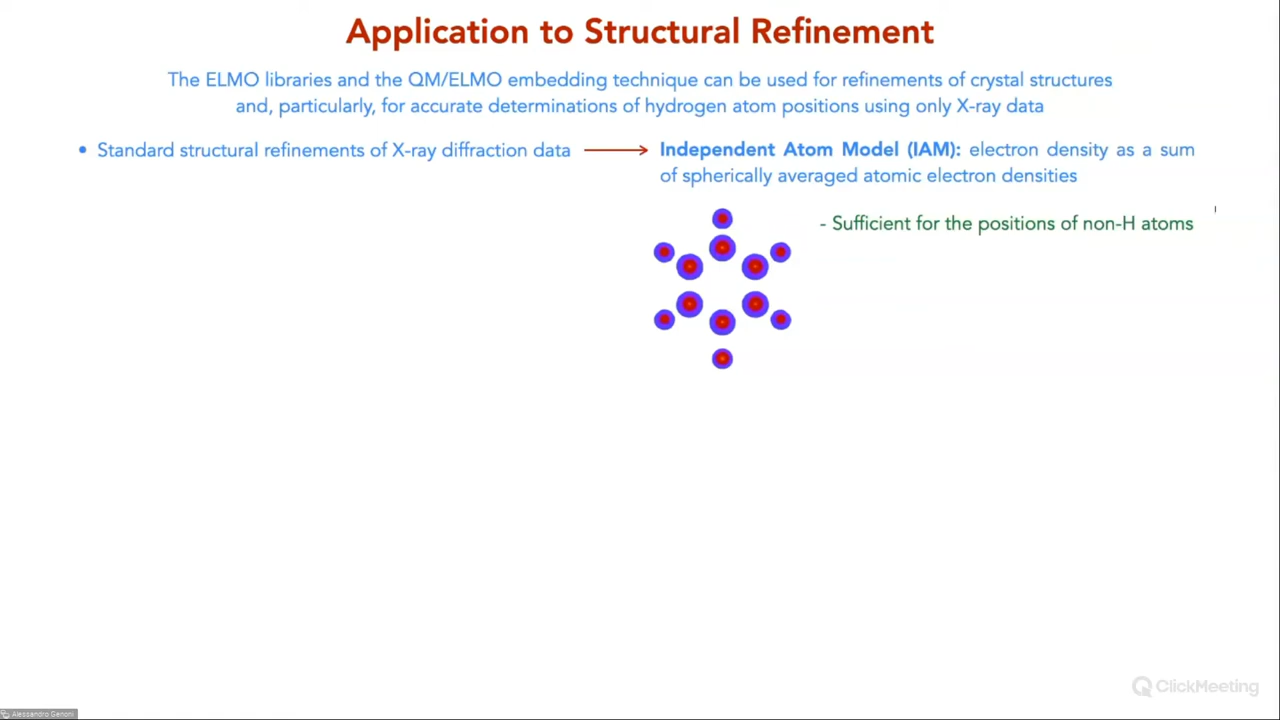 Application to Structural Refinement
The ELMO libraries and the QM/ELMO embedding technique can be used for refinements of crystal structures
and, particularly, for accurate determinations of hydrogen atom positions using only X-ray data
• Standard structural refinements of X-ray diffraction data
Independent Atom Model (IAM): electron density as a sum
of spherically averaged atomic electron densities
- Sufficient for the positions of non-H atoms
ClickMeeting
Alessandro Genoni